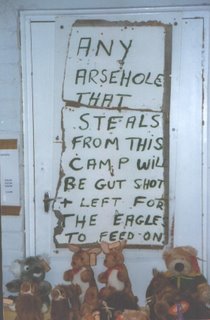 ANY
ARSEHOLE
THAT
STEALS
FROM THIS
CAMP WILL
BE GUT SHOT
+ LEFT FOR
THE EAGLES
TO FEED ON